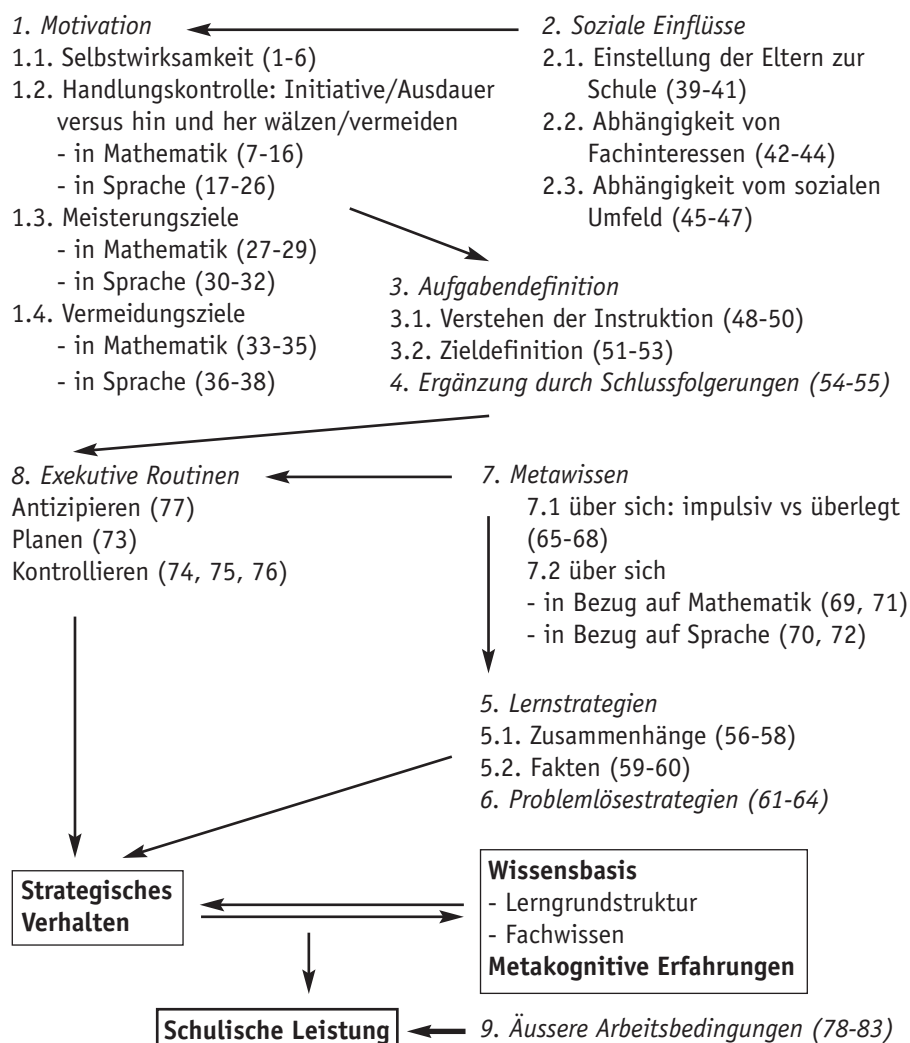 1. Motivation
1.1. Selbstwirksamkeit (1-6)
1.2. Handlungskontrolle: Initiative/Ausdauer
versus hin und her wälzen/vermeiden
- in Mathematik (7-16)
- in Sprache (17-26)
1.3. Meisterungsziele
- in Mathematik (27-29)
- in Sprache (30-32)
1.4. Vermeidungsziele
- in Mathematik (33-35)
- in Sprache (36-38)
2. Soziale Einflüsse
2.1. Einstellung der Eltern zur
Schule (39-41)
2.2. Abhängigkeit von
Fachinteressen (42-44)
2.3. Abhängigkeit vom sozialen
Umfeld (45-47)
3. Aufgabendefinition
3.1. Verstehen der Instruktion (48-50)
3.2. Zieldefinition (51-53)
4. Ergänzung durch Schlussfolgerungen (54-55)
8. Exekutive Routinen
Antizipieren (77)
Planen (73)
Kontrollieren (74, 75, 76)
7. Metawissen
7.1 über sich: impulsiv vs überlegt
(65-68)
7.2 über sich
- in Bezug auf Mathematik (69, 71)
- in Bezug auf Sprache (70, 72)
5. Lernstrategien
5.1. Zusammenhänge (56-58)
5.2. Fakten (59-60)
6. Problemlösestrategien (61-64)
Strategisches
Verhalten
Wissensbasis
- Lerngrundstruktur
- Fachwissen
Metakognitive Erfahrungen
Schulische Leistung
9. Äussere Arbeitsbedingungen (78-83)